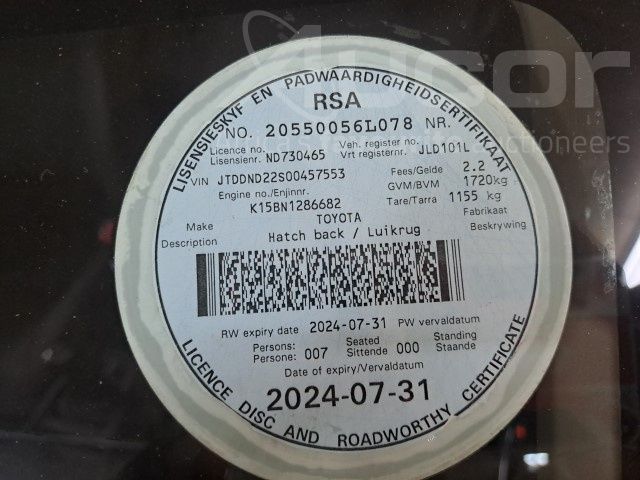 LISENSIESKYF EN PADWAARDIGHEIDSERTIFIKAAT
RSA
NO. 20550056L078 NR.
Licence no. Veh. register no.
Lisensienr. ND730465 Vrt registernr. JLD101L
VIN JTDDND22S00457553 Fees/Gelde 2.2
Engine no./Enjinnr. GVM/BVM 1720kg
K15BN1286682 Tare/Tarra 1155 kg
Make TOYOTA Fabrikaat
Description Hatch back / Luikrug Beskrywing
RW expiry date 2024-07-31 PW vervaldatum
Persons: Seated Standing
Persone: 007 Sittende 000 Staande
Date of expiry/Vervaldatum
2024-07-31
LICENCE DISC AND ROADWORTHY CERTIFICATE
Aucor
Auctioneers